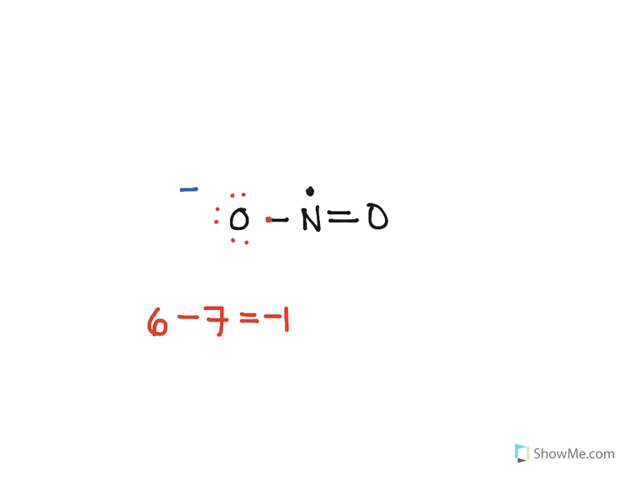 − O − N = O
6 − 7 = −1
ShowMe.com